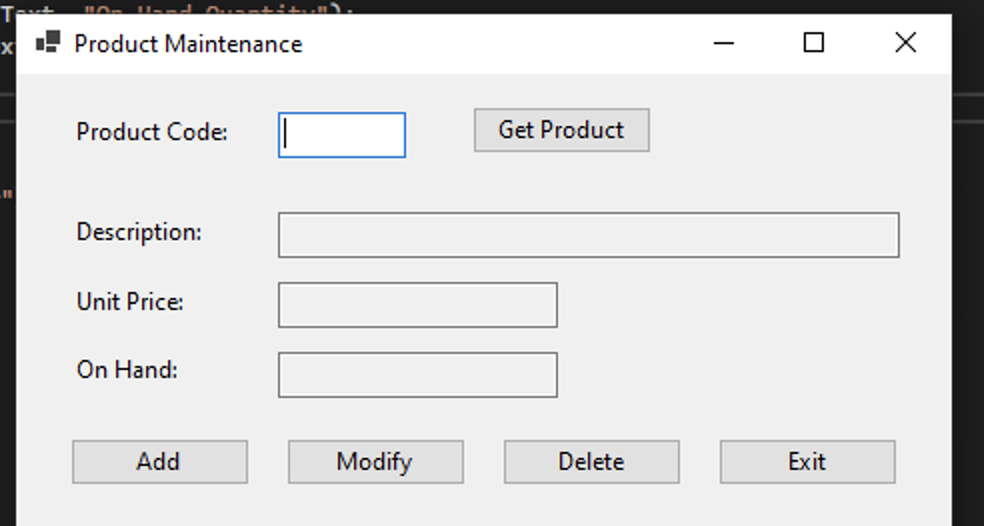 Text, "On Hand Quantity");
Product Maintenance
Product Code:
Get Product
Description:
Unit Price:
On Hand:
Add Modify Delete Exit